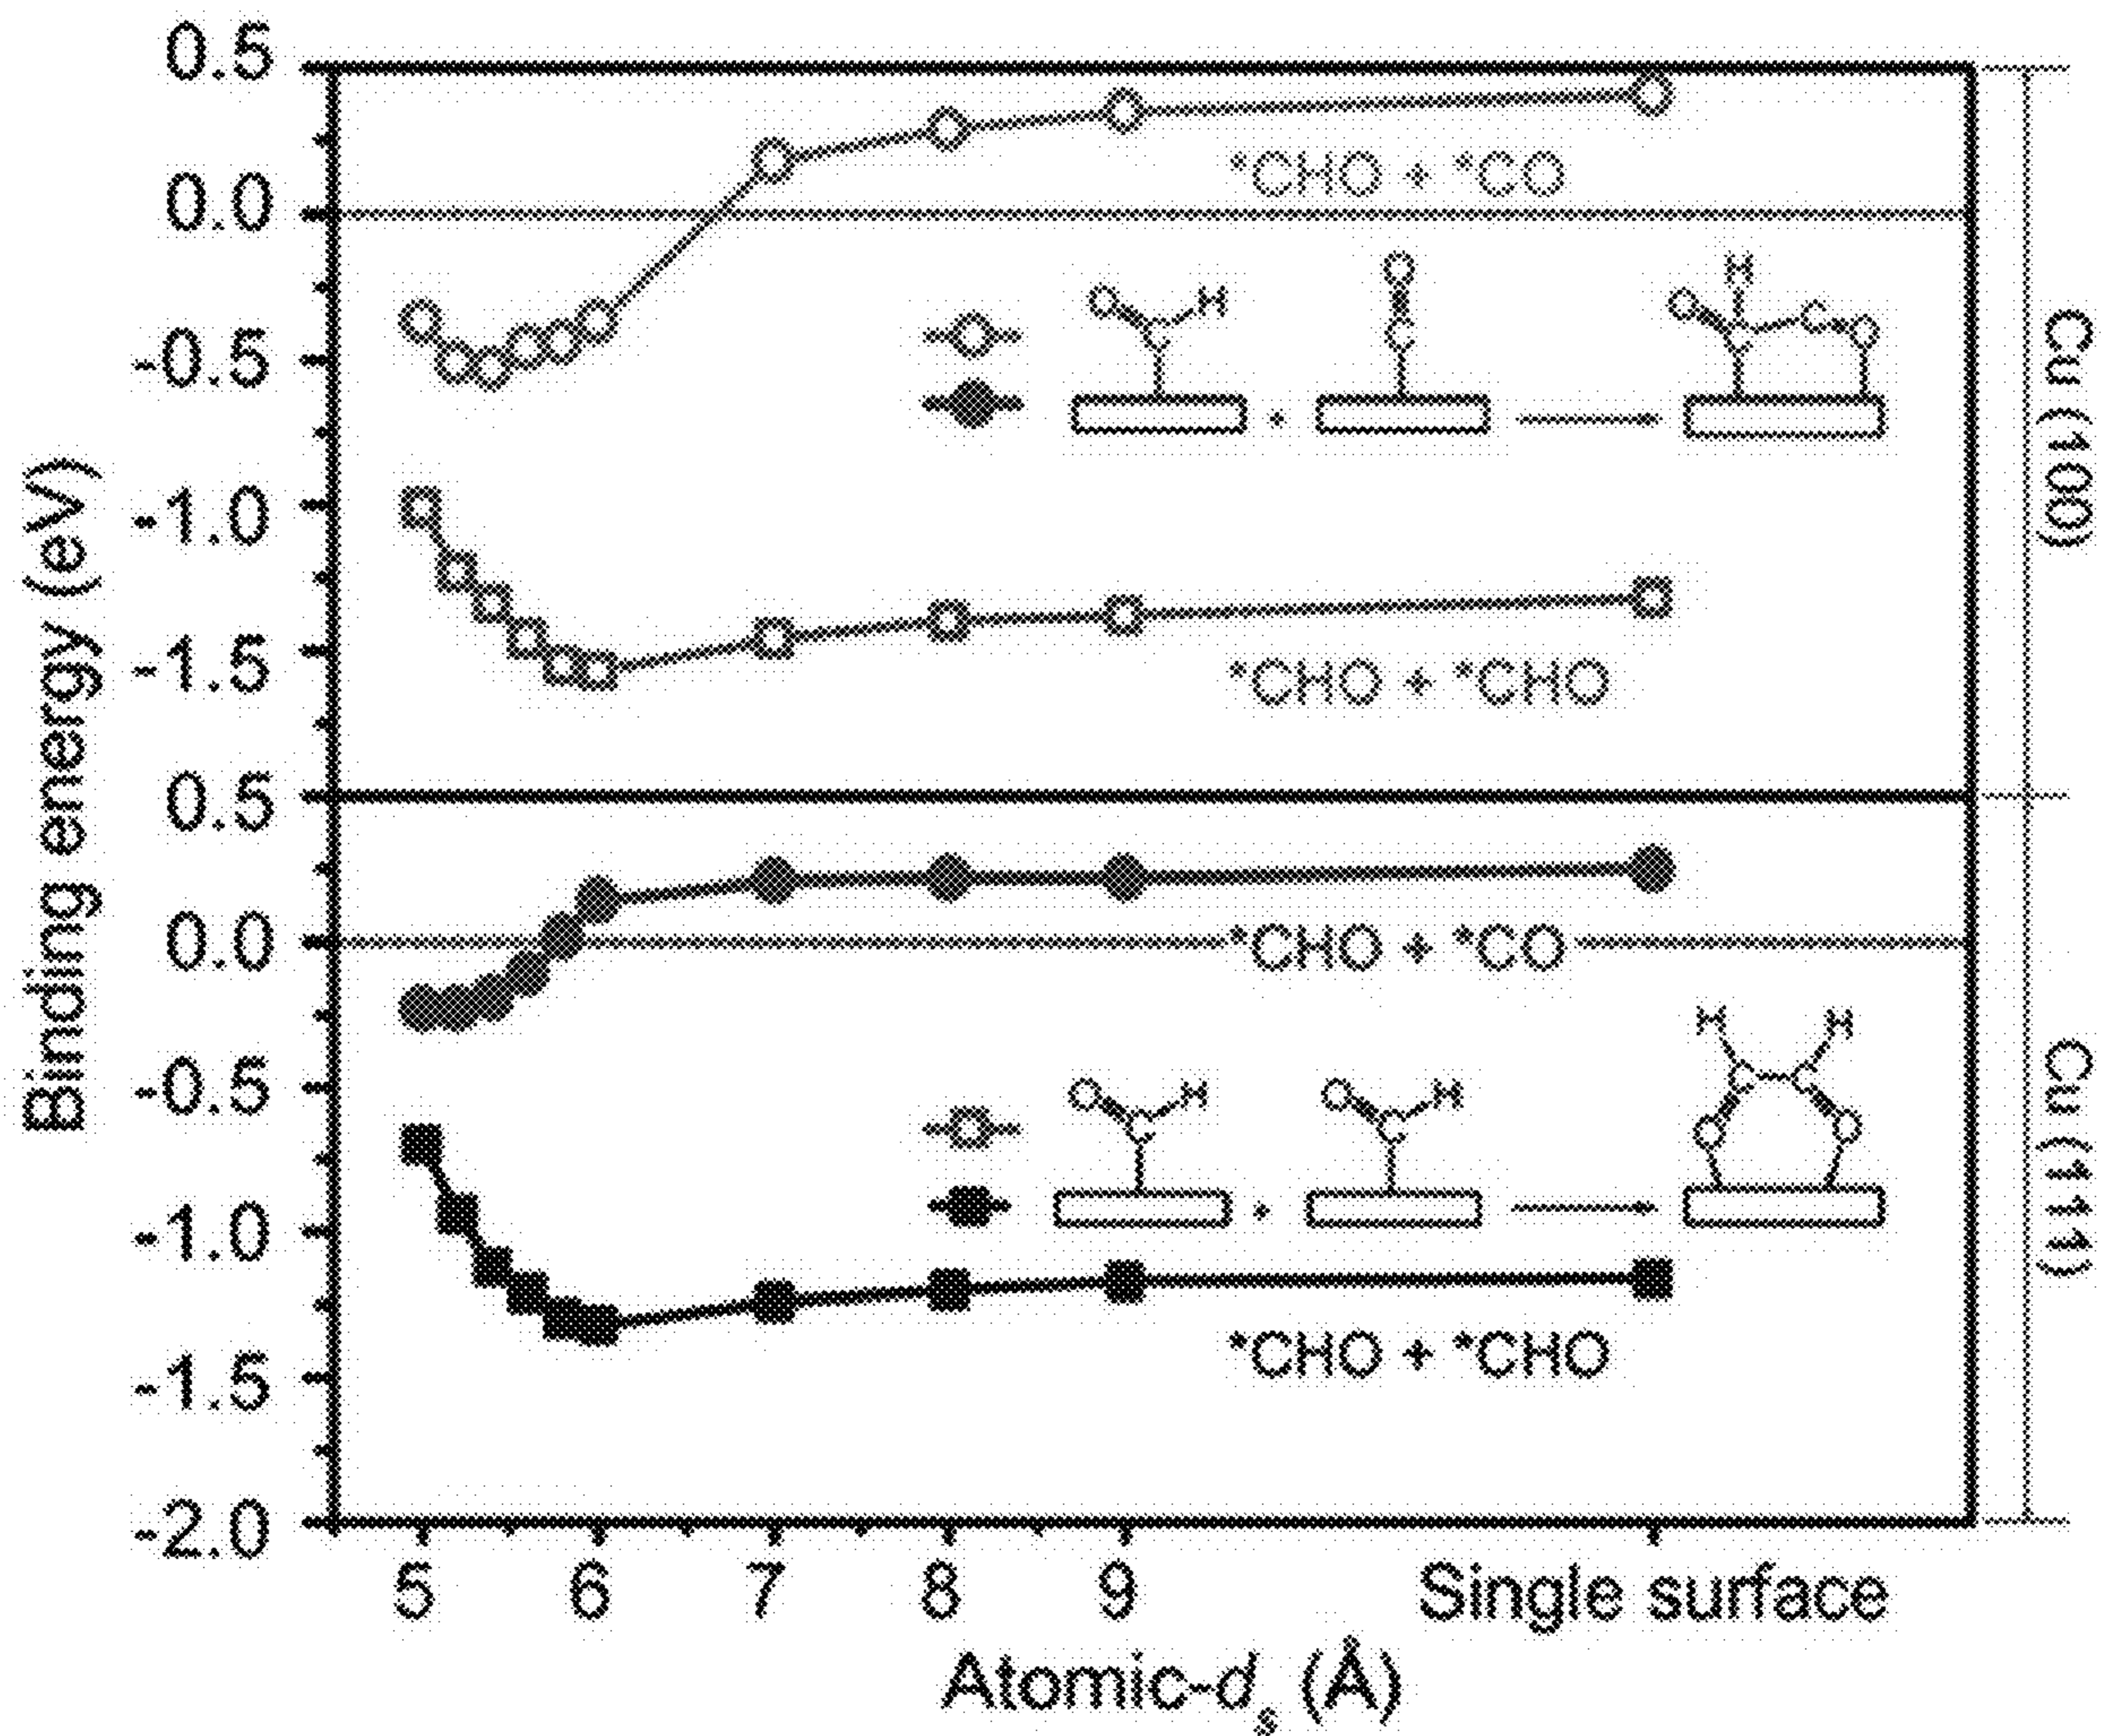 0.5
0.0
-0.5
-1.0
-1.5
0.5
0.0
-0.5
-1.0
-1.5
-2.0
Binding energy (eV)
*CHO + *CO
O H
C
+
O
C
H
O C C O
*CHO + *CHO
Cu (100)
*CHO + *CO
O H
C
+
O H
C
H H
C C
O O
*CHO + *CHO
Cu (111)
5 6 7 8 9 Single surface
Atomic-dₛ (Å)